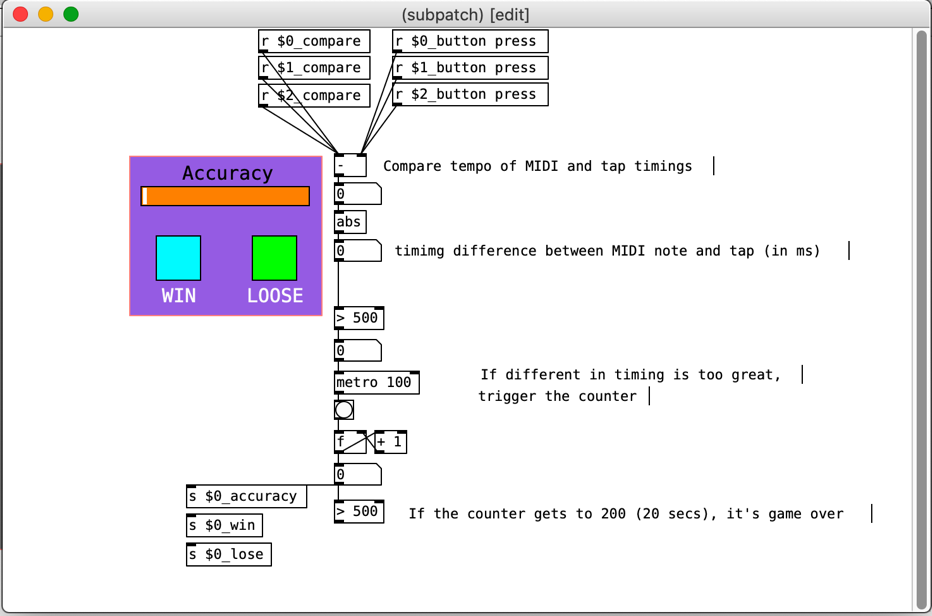 (subpatch) [edit]
r $0_compare
r $0_button press
r $1_compare
r $1_button press
r $2_compare
r $2_button press
-
Compare tempo of MIDI and tap timings
Accuracy
0
abs
0
timimg difference between MIDI note and tap (in ms)
WIN
LOOSE
> 500
0
metro 100
If different in timing is too great,
trigger the counter
f
+ 1
0
s $0_accuracy
> 500
If the counter gets to 200 (20 secs), it's game over
s $0_win
s $0_lose